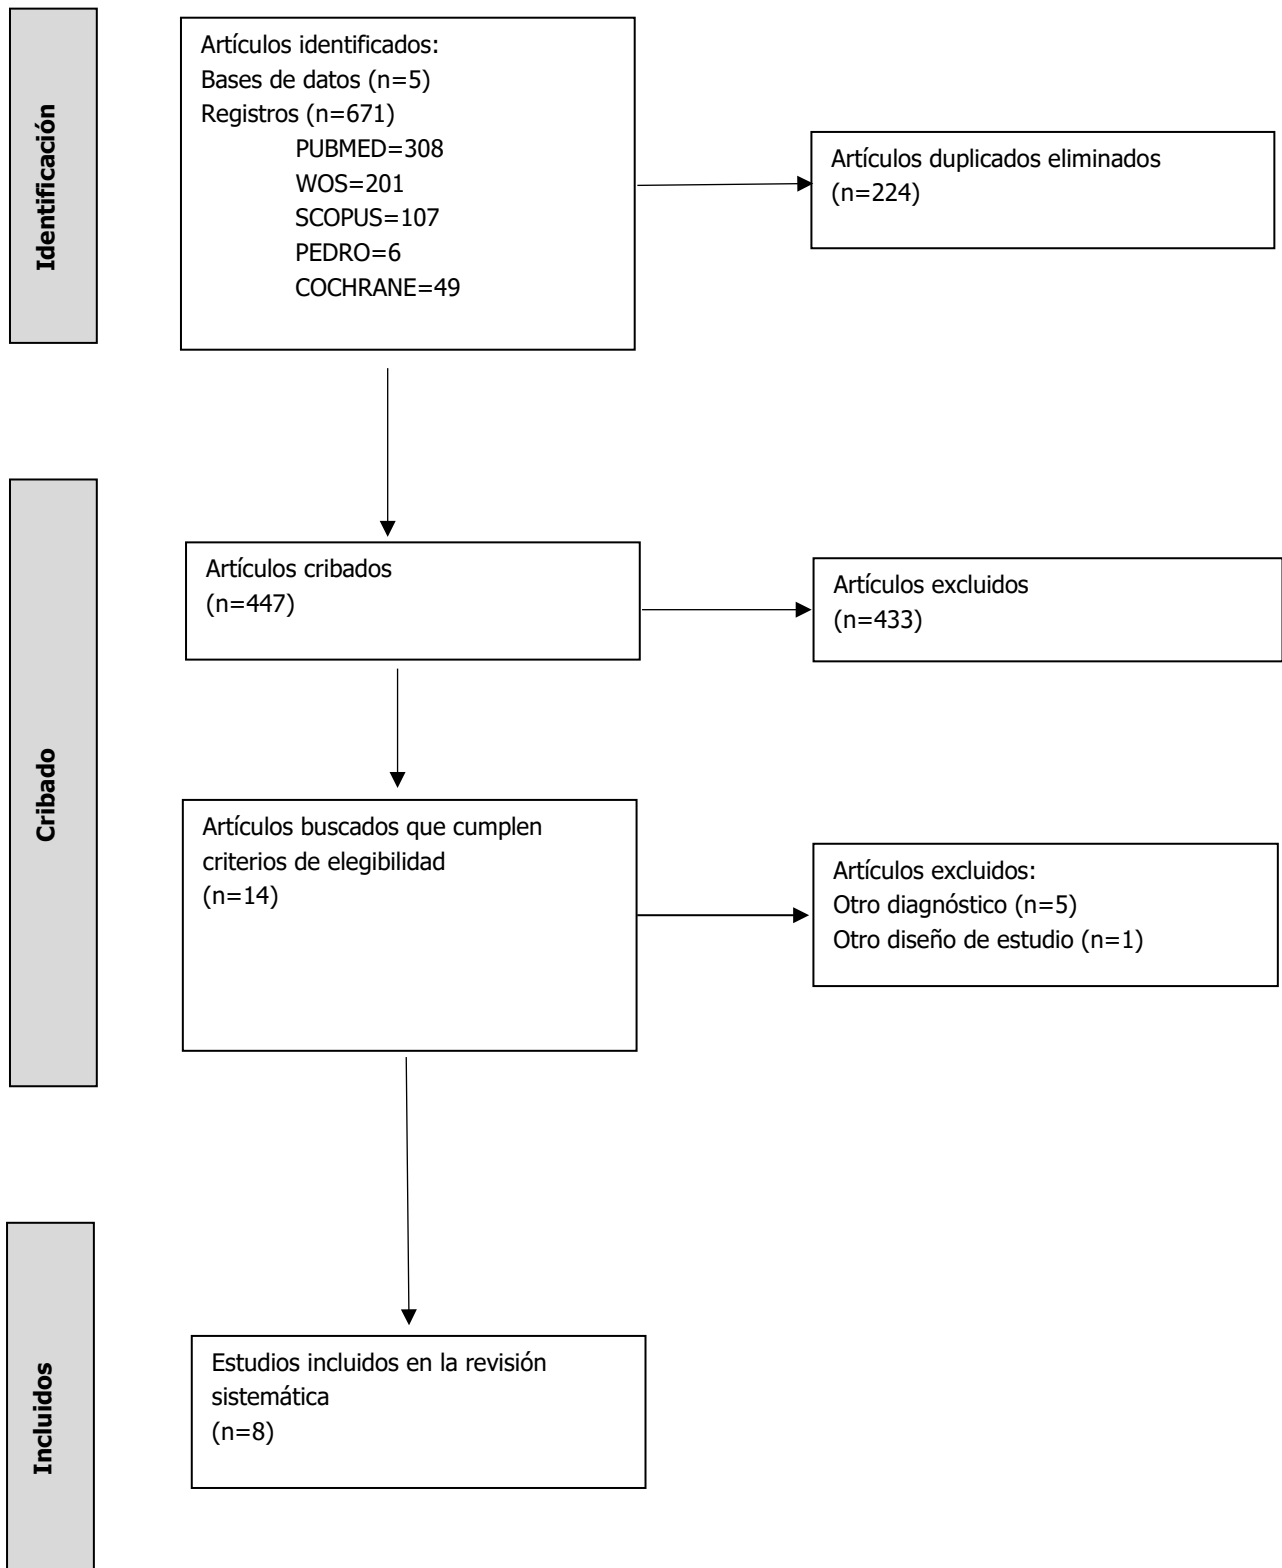 Identificación
Artículos identificados:
Bases de datos (n=5)
Registros (n=671)
PUBMED=308
WOS=201
SCOPUS=107
PEDRO=6
COCHRANE=49
Artículos duplicados eliminados
(n=224)
Cribado
Artículos cribados
(n=447)
Artículos excluidos
(n=433)
Artículos buscados que cumplen
criterios de elegibilidad
(n=14)
Artículos excluidos:
Otro diagnóstico (n=5)
Otro diseño de estudio (n=1)
Incluidos
Estudios incluidos en la revisión
sistemática
(n=8)